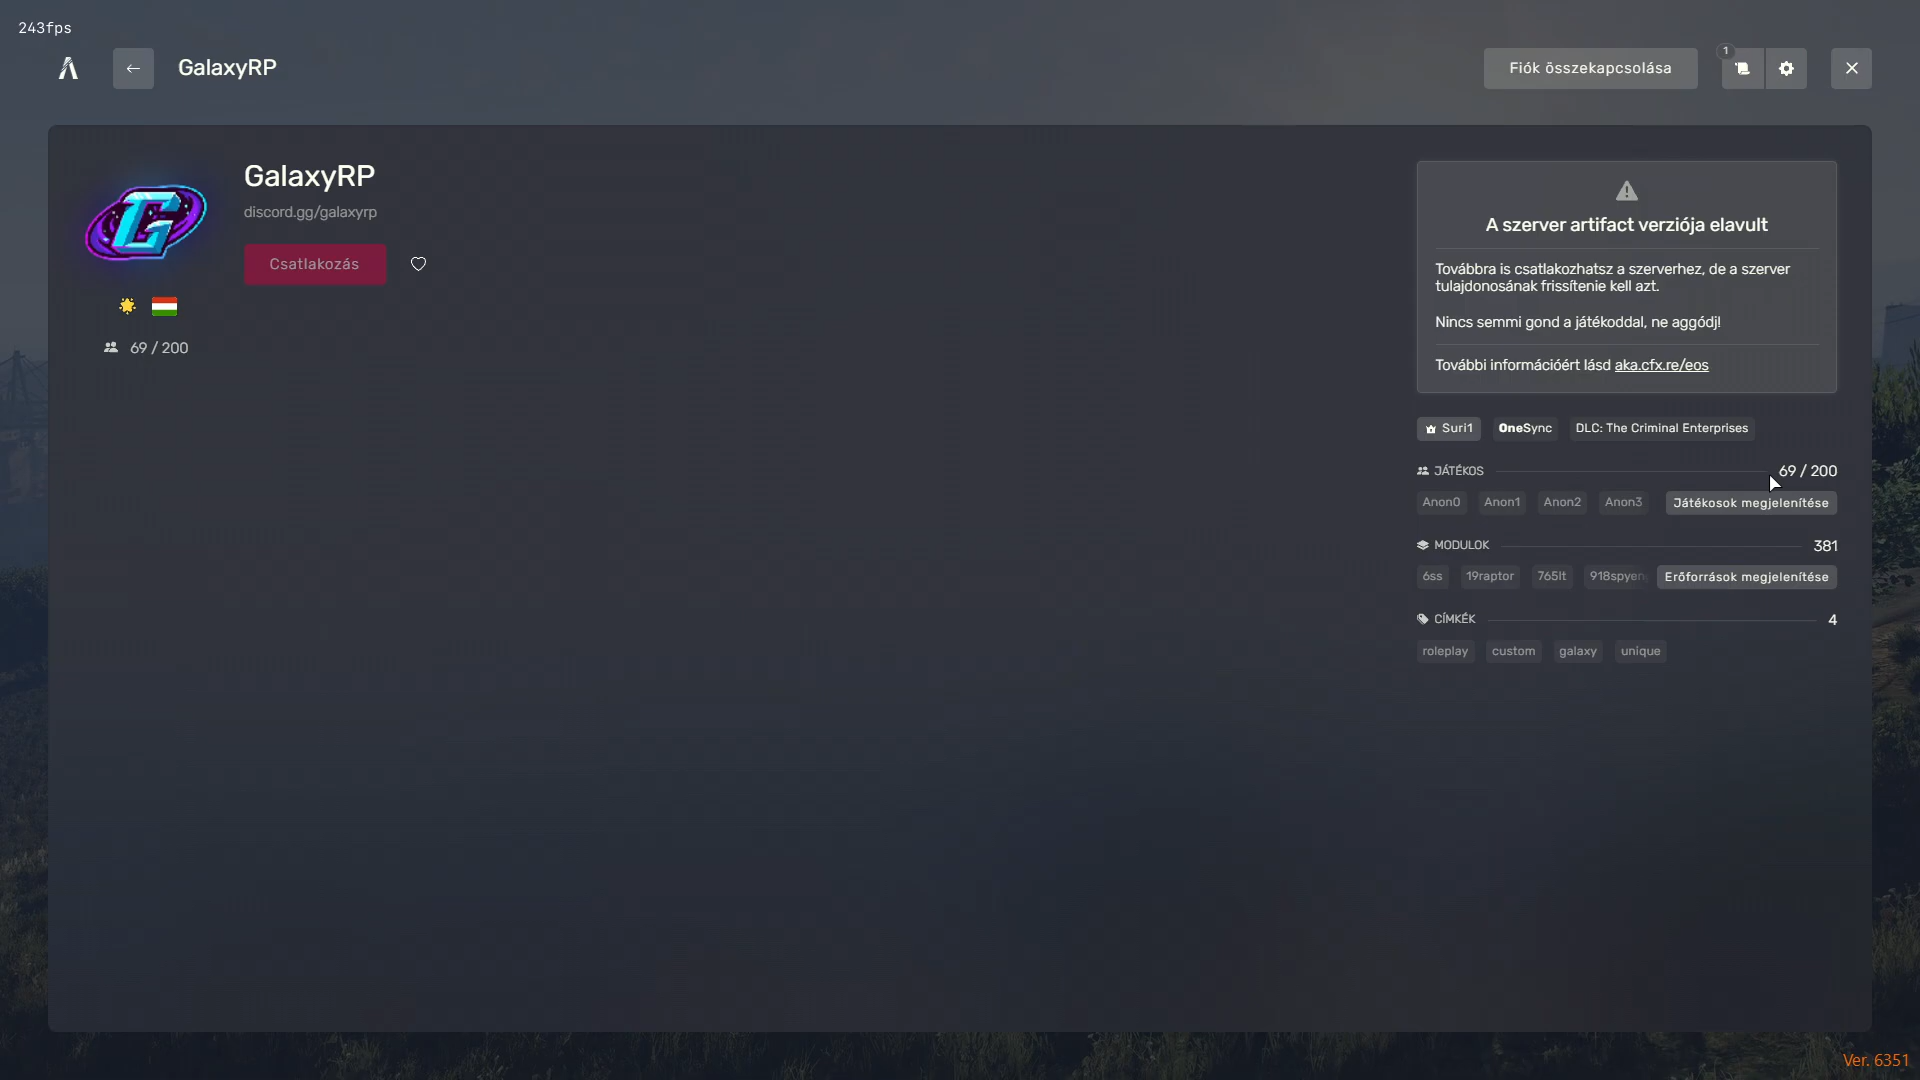 243fps
GalaxyRP
Fiók összekapcsolása
1
GalaxyRP
discord.gg/galaxyrp
Csatlakozás
69 / 200
A szerver artifact verziója elavult
Továbbra is csatlakozhatsz a szerverhez, de a szerver
tulajdonosának frissítenie kell azt.
Nincs semmi gond a játékoddal, ne aggódj!
További információért lásd aka.cfx.re/eos
Suri1 OneSync DLC: The Criminal Enterprises
JÁTÉKOS 69 / 200
Anon0 Anon1 Anon2 Anon3 Játékosok megjelenítése
MODULOK 381
6ss 19raptor 765lt 918spyen Erőforrások megjelenítése
CÍMKÉK 4
roleplay custom galaxy unique
Ver. 6351